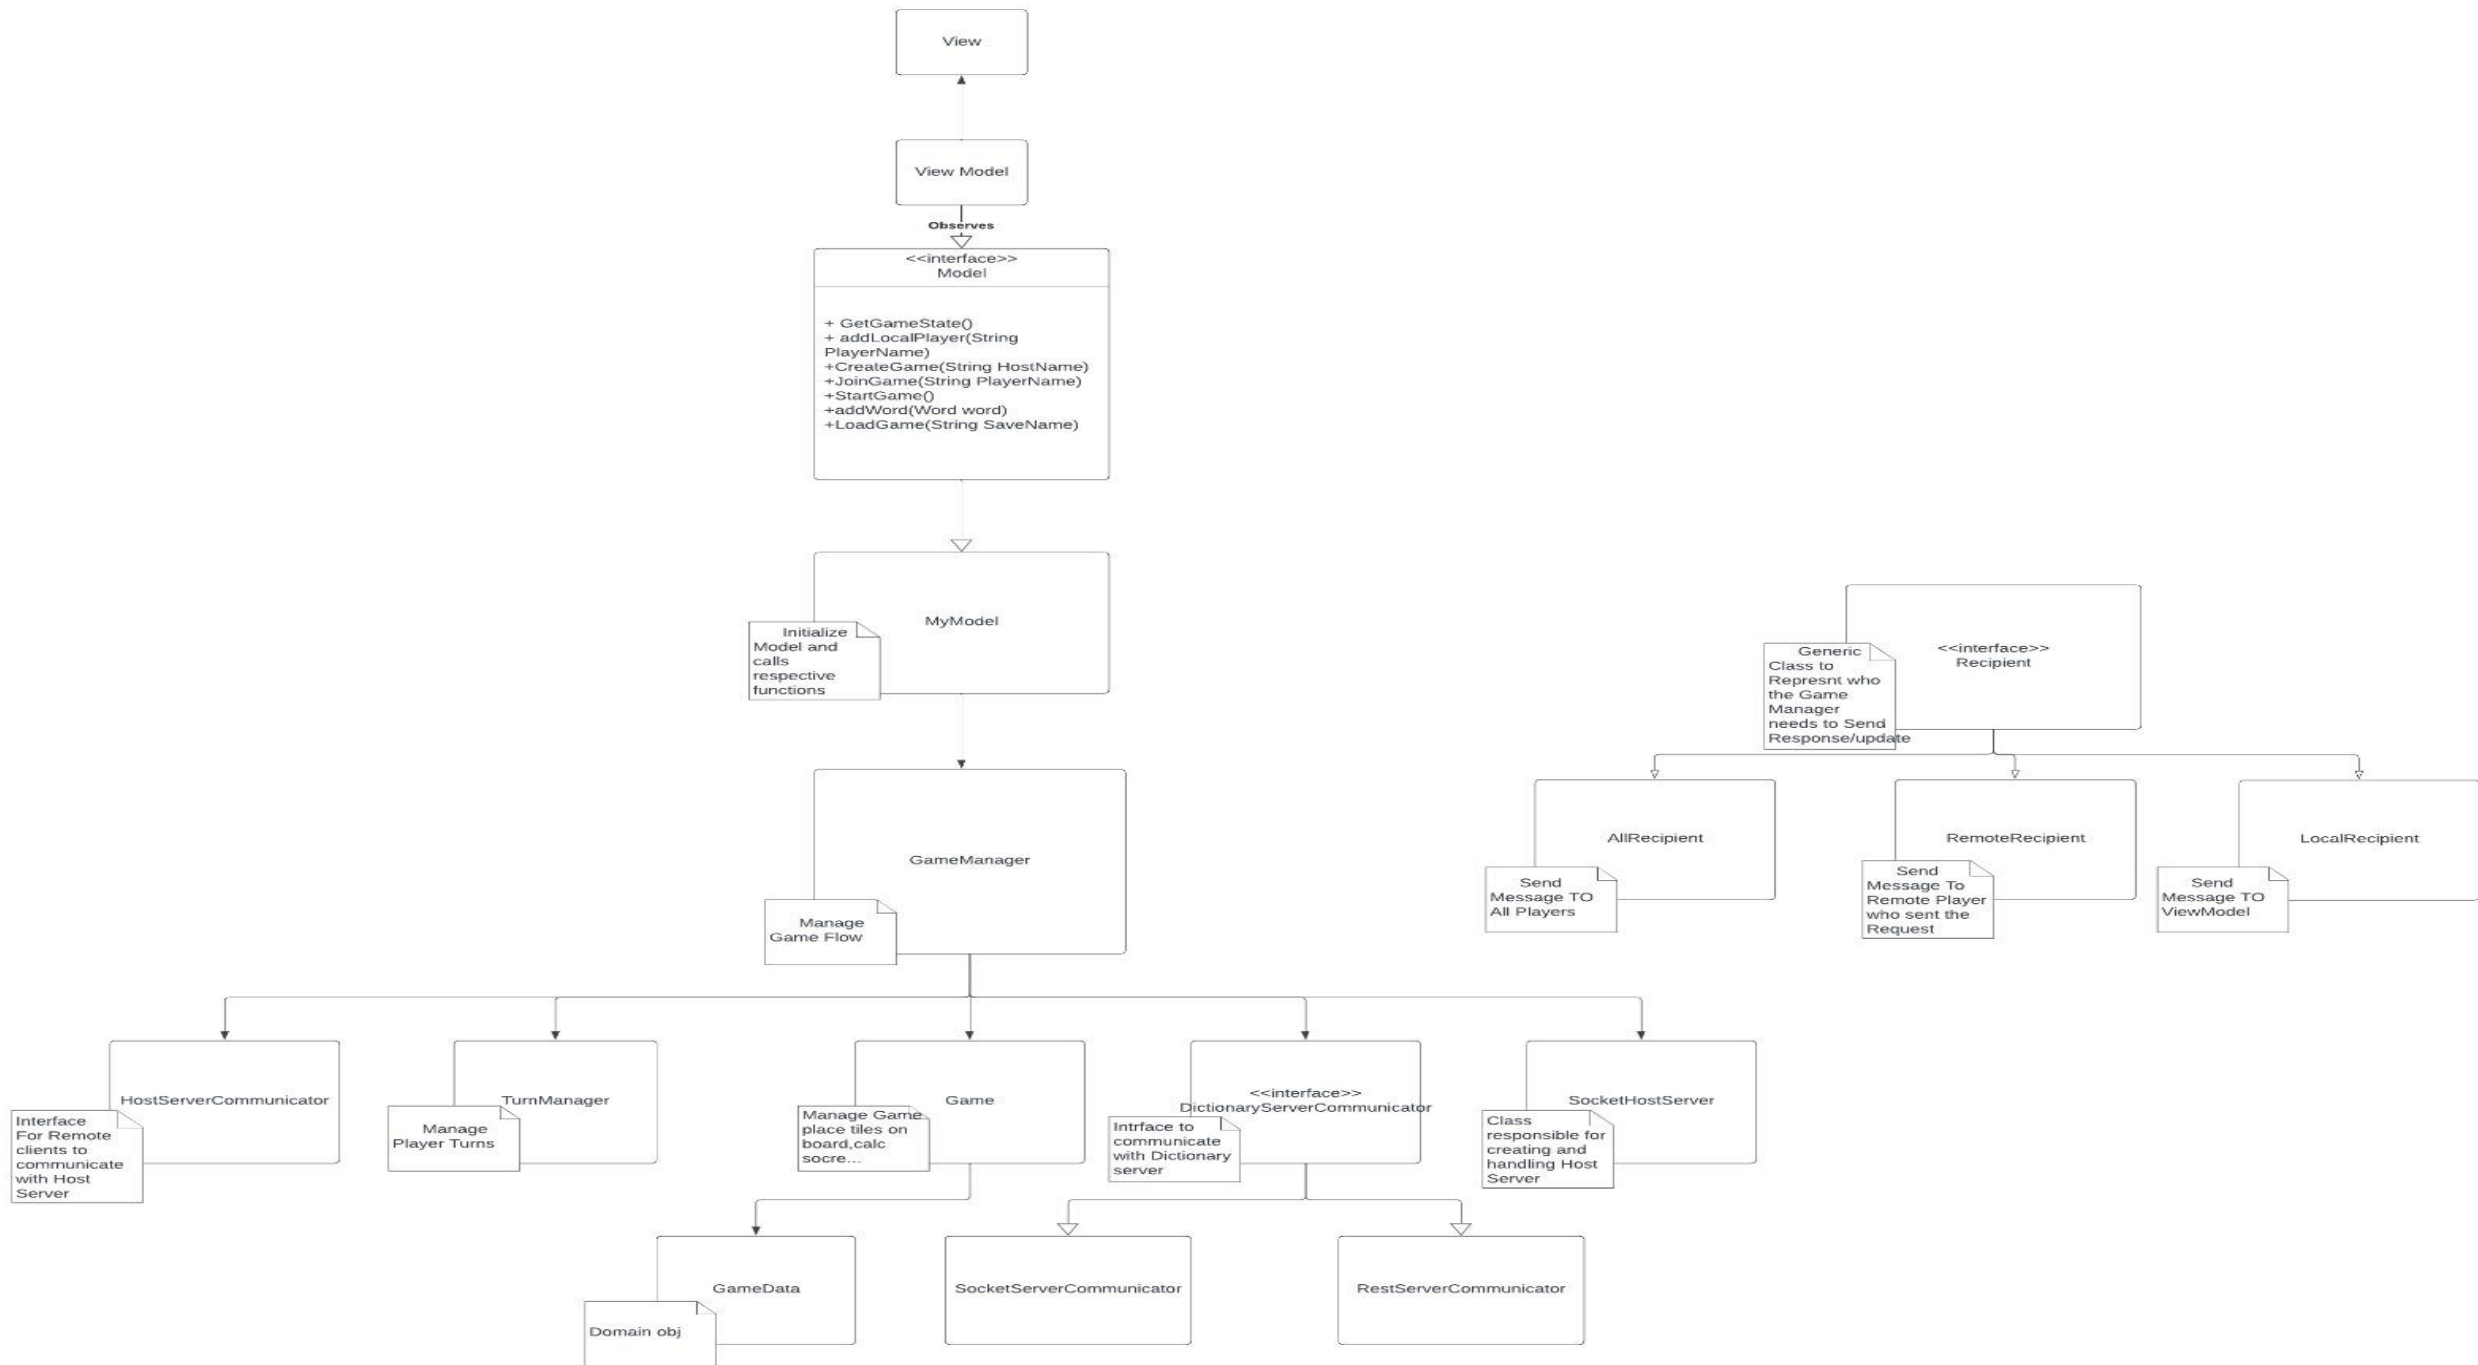 View
View Model
Observes
<<interface>>
Model
+ GetGameState()
+ addLocalPlayer(String
PlayerName)
+CreateGame(String HostName)
+JoinGame(String PlayerName)
+StartGame()
+addWord(Word word)
+LoadGame(String SaveName)
MyModel
Initialize
Model and
calls
respective
functions
<<interface>>
Recipient
Generic
Class to
Represnt who
the Game
Manager
needs to Send
Response/update
GameManager
Manage
Game Flow
AllRecipient
Send
Message TO
All Players
RemoteRecipient
Send
Message To
Remote Player
who sent the
Request
LocalRecipient
Send
Message TO
ViewModel
HostServerCommunicator
Interface
For Remote
clients to
communicate
with Host
Server
TurnManager
Manage
Player Turns
Game
Manage Game
place tiles on
board,calc
socre...
<<interface>>
DictionaryServerCommunicator
Intrface to
communicate
with Dictionary
server
SocketHostServer
Class
responsible for
creating and
handling Host
Server
GameData
Domain obj
SocketServerCommunicator
RestServerCommunicator